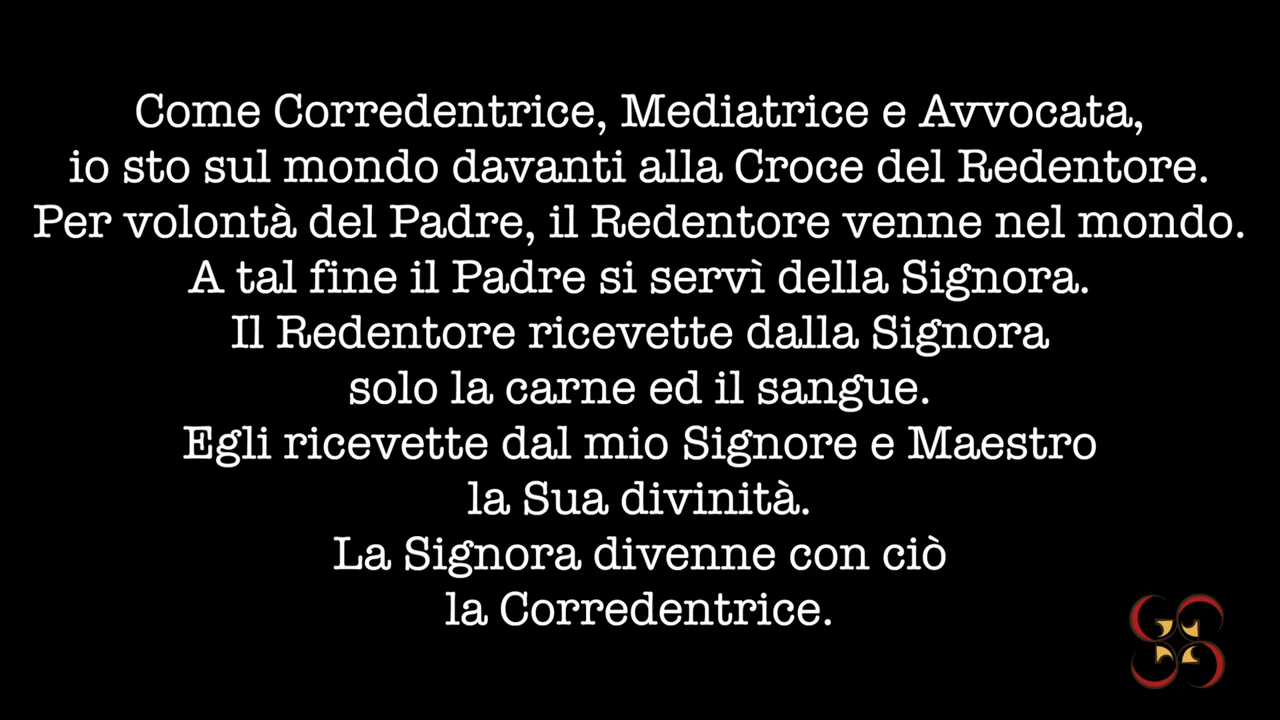 Come Corredentrice, Mediatrice e Avvocata,
io sto sul mondo davanti alla Croce del Redentore.
Per volontà del Padre, il Redentore venne nel mondo.
A tal fine il Padre si servì della Signora.
Il Redentore ricevette dalla Signora
solo la carne ed il sangue.
Egli ricevette dal mio Signore e Maestro
la Sua divinità.
La Signora divenne con ciò
la Corredentrice.